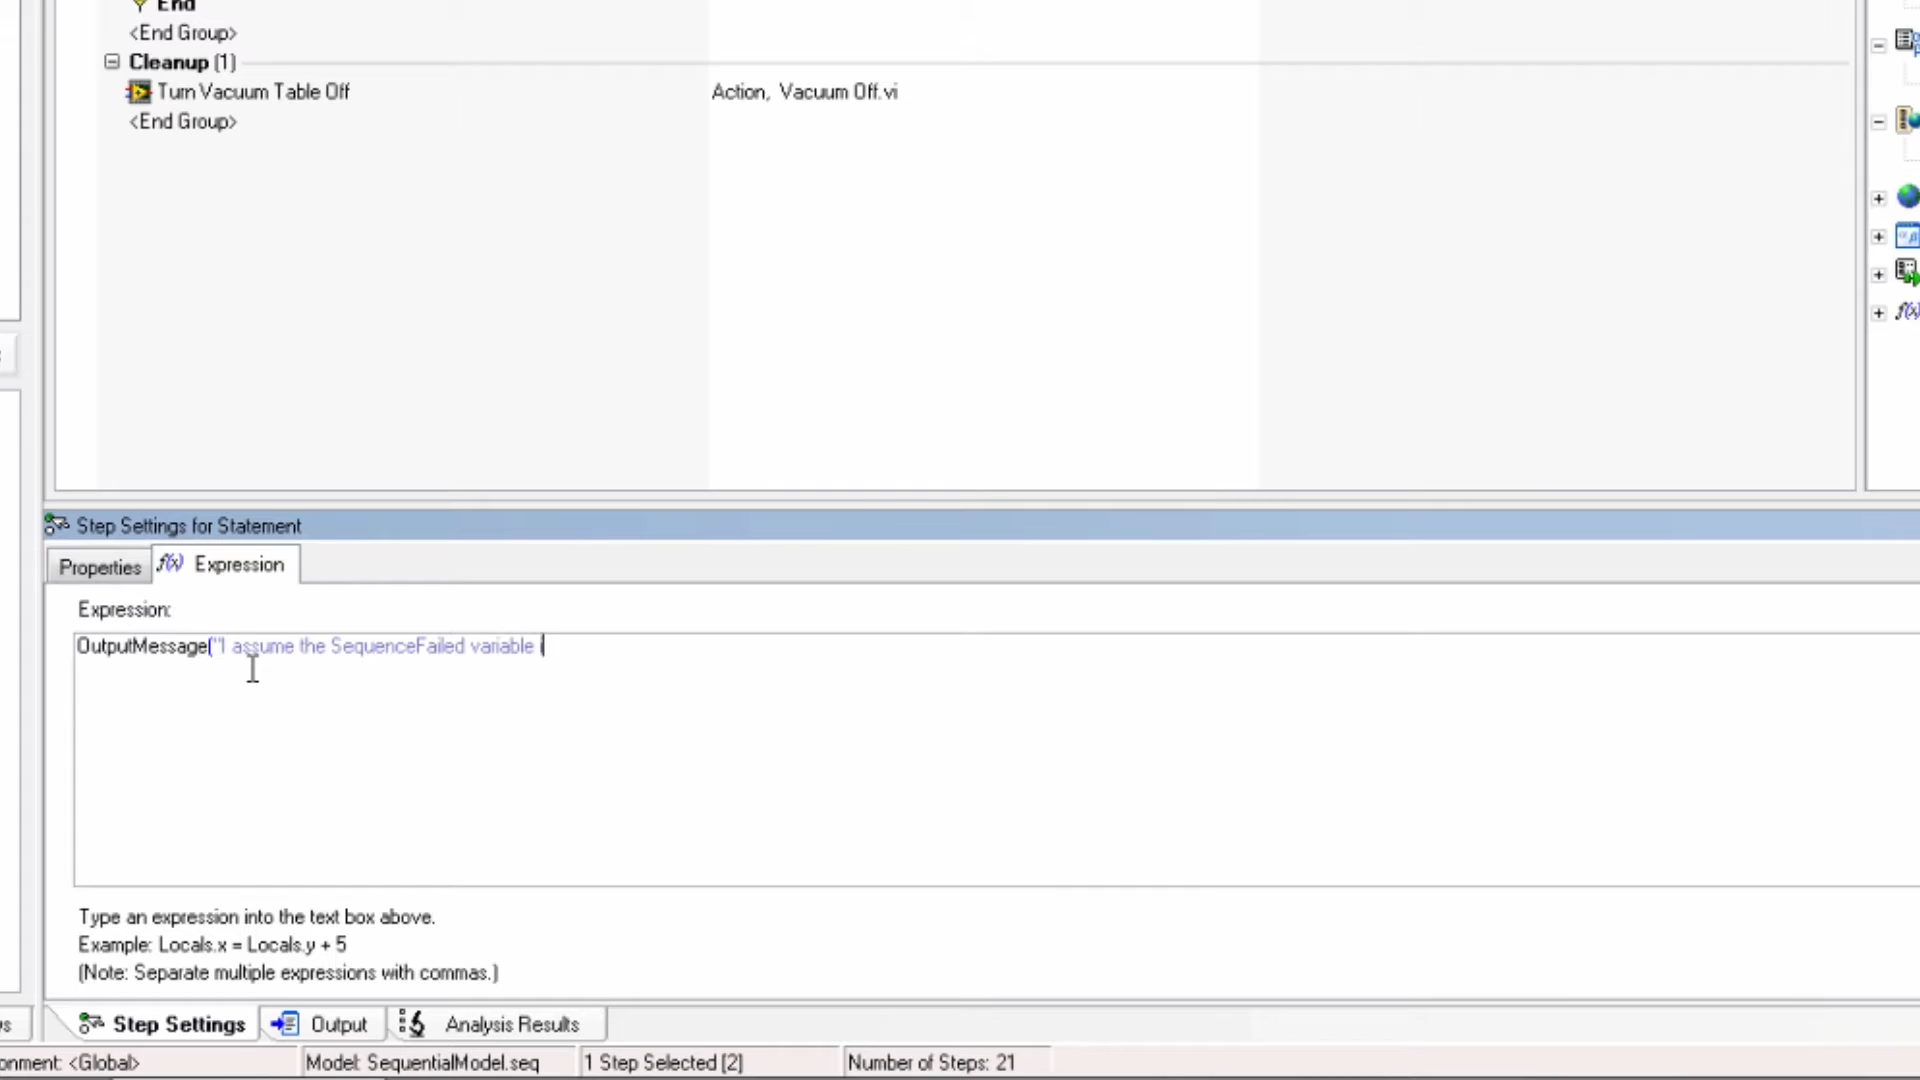 End
<End Group>
Cleanup (1)
Turn Vacuum Table Off Action, Vacuum Off.vi
<End Group>
Step Settings for Statement
Properties f(x) Expression
Expression:
OutputMessage("I assume the SequenceFailed variable i
Type an expression into the text box above.
Example: Locals.x = Locals.y + 5
(Note: Separate multiple expressions with commas.)
Step Settings Output Analysis Results
onment: <Global> Model: SequentialModel.seq 1 Step Selected [2] Number of Steps: 21